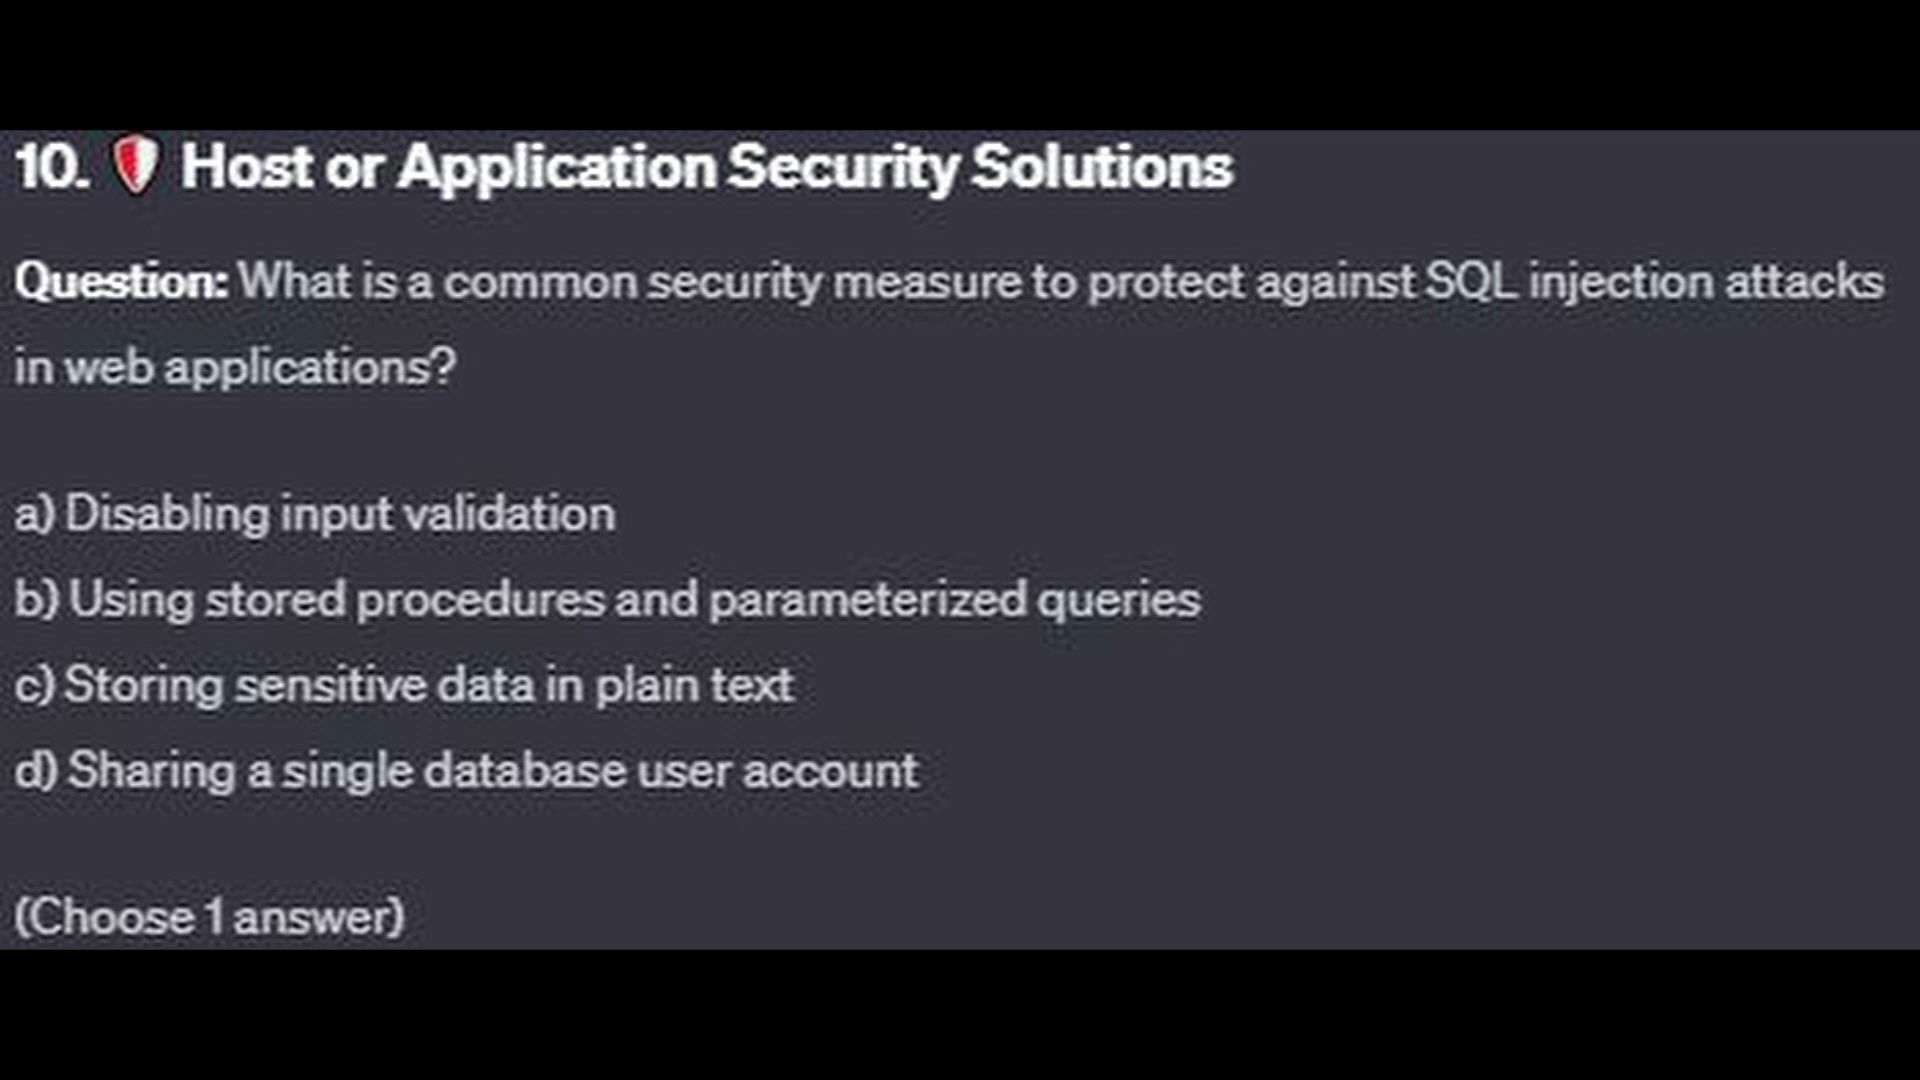 10. 🛡 Host or Application Security Solutions
Question: What is a common security measure to protect against SQL injection attacks
in web applications?
a) Disabling input validation
b) Using stored procedures and parameterized queries
c) Storing sensitive data in plain text
d) Sharing a single database user account
(Choose 1 answer)